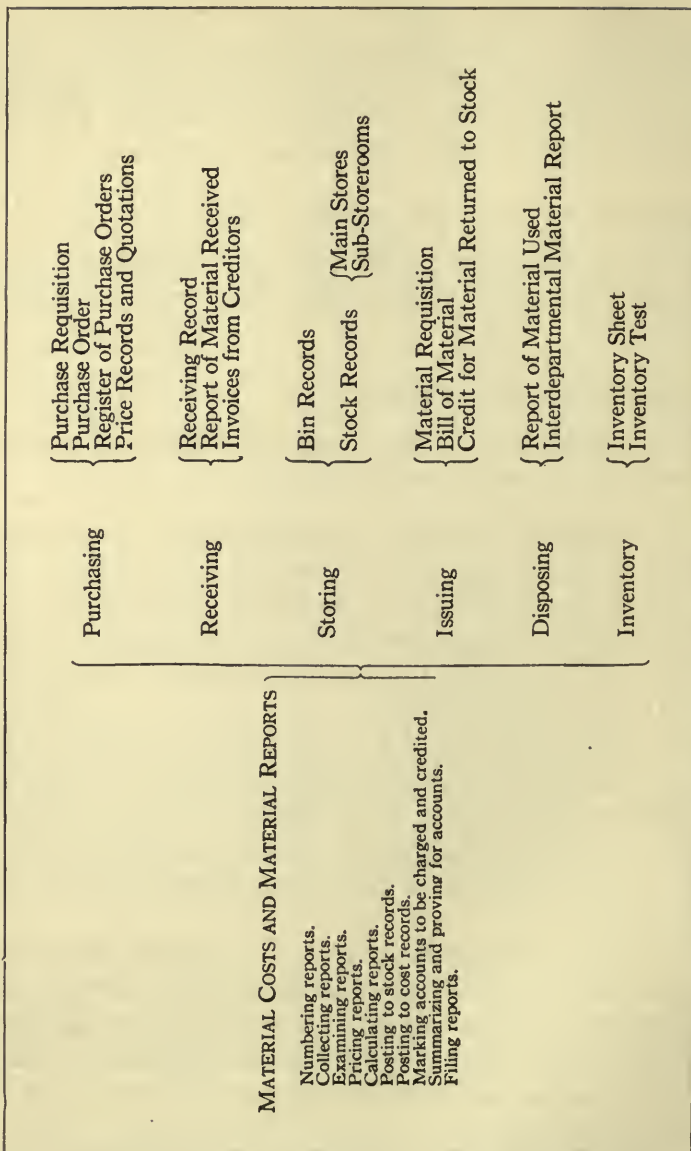 MATERIAL COSTS AND MATERIAL REPORTS
Numbering reports.
Collecting reports.
Examining reports.
Pricing reports.
Calculating reports.
Posting to stock records.
Posting to cost records.
Marking accounts to be charged and credited.
Summarizing and proving for accounts.
Filing reports.
Purchasing
Purchase Requisition
Purchase Order
Register of Purchase Orders
Price Records and Quotations
Receiving
Receiving Record
Report of Material Received
Invoices from Creditors
Storing
Bin Records
Stock Records
Main Stores
Sub-Storerooms
Issuing
Material Requisition
Bill of Material
Credit for Material Returned to Stock
Disposing
Report of Material Used
Interdepartmental Material Report
Inventory
Inventory Sheet
Inventory Test